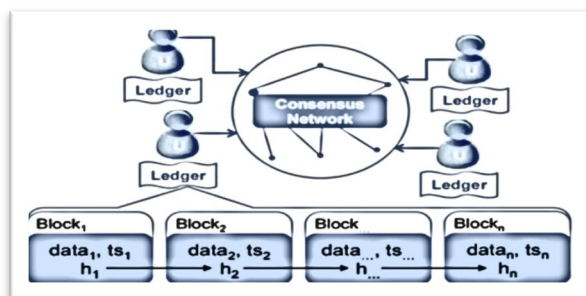 Ledger
Ledger
Consensus
Network
Ledger
Ledger
Block1
Block2
Block...
Blockn
data1, ts1
data2, ts2
data..., ts...
datan, tsn
h1
h2
h...
hn